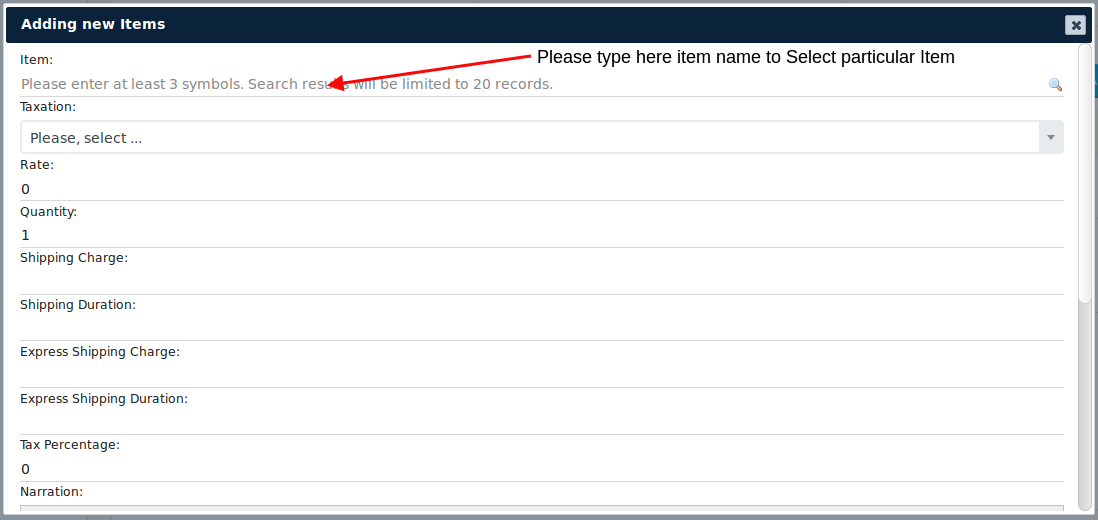 Adding new Items
Item:
Please type here item name to Select particular Item
Please enter at least 3 symbols. Search results will be limited to 20 records.
Taxation:
Please, select ...
Rate:
0
Quantity:
1
Shipping Charge:
Shipping Duration:
Express Shipping Charge:
Express Shipping Duration:
Tax Percentage:
0
Narration: